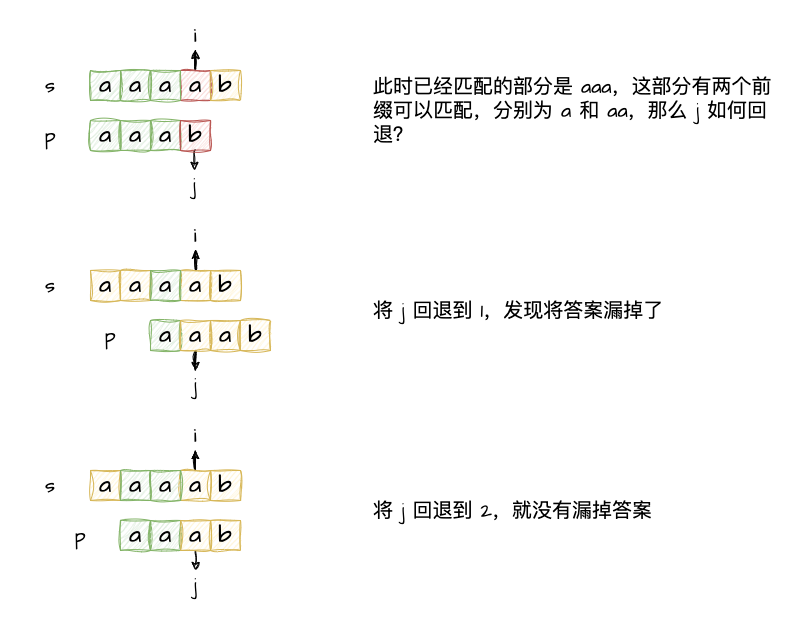 i
s a a a a b
p a a a b
j
此时已经匹配的部分是 aaa，这部分有两个前
缀可以匹配，分别为 a 和 aa，那么 j 如何回
退？
i
s a a a a b
p a a a b
j
将 j 回退到 1，发现将答案漏掉了
i
s a a a a b
p a a a b
j
将 j 回退到 2，就没有漏掉答案